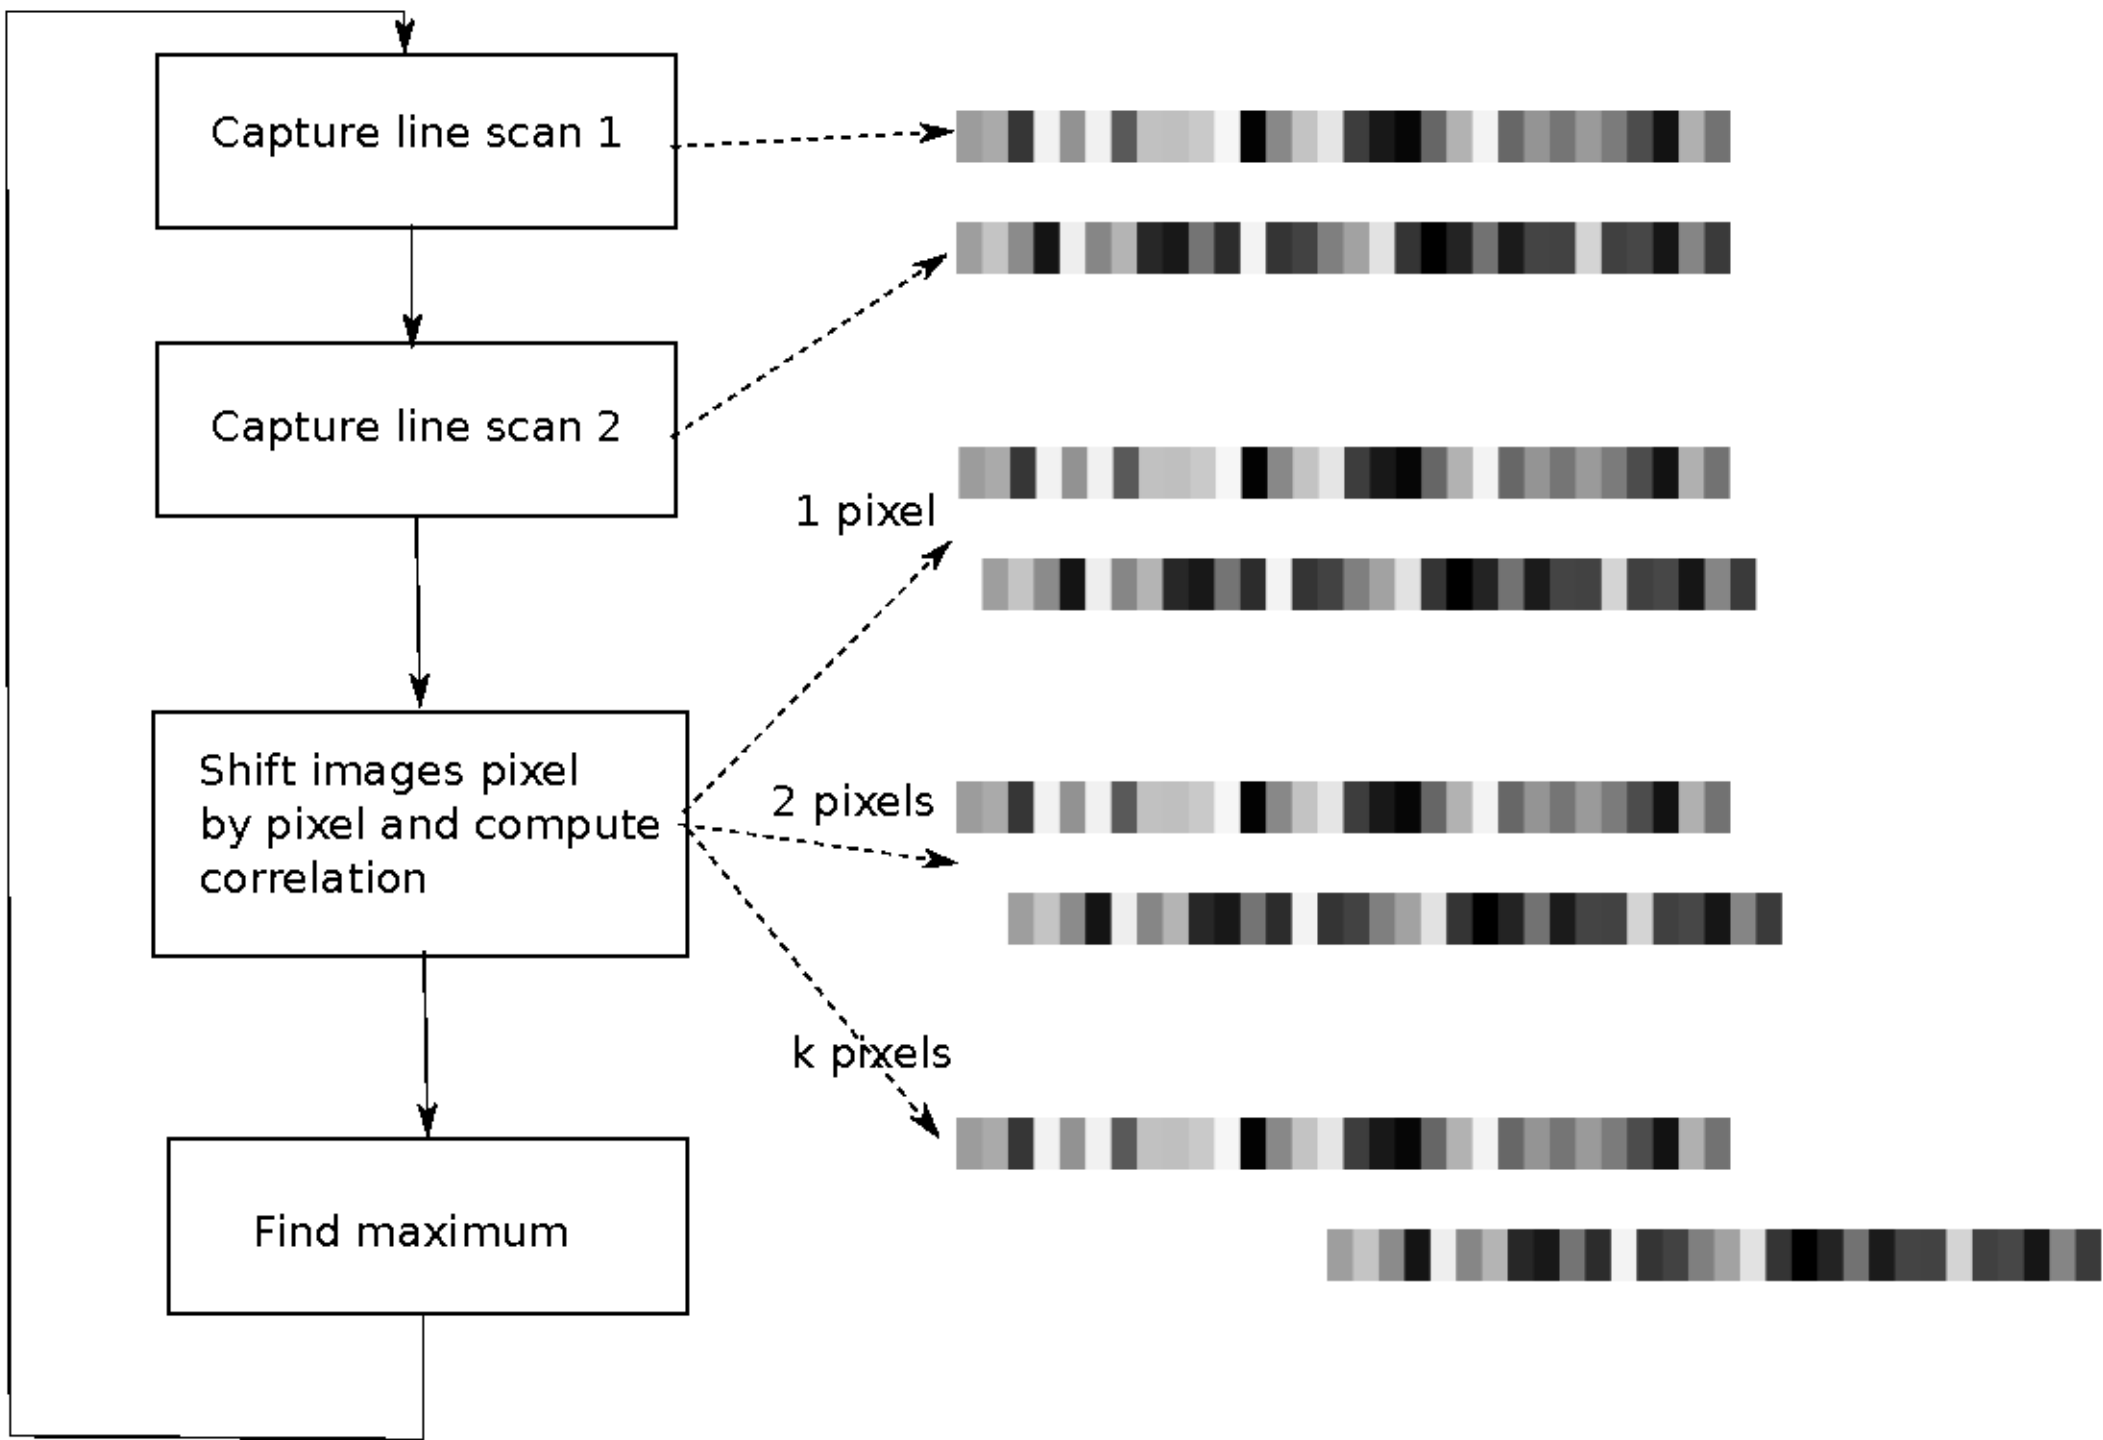 Capture line scan 1
Capture line scan 2
1 pixel
Shift images pixel
by pixel and compute
correlation
2 pixels
k pixels
Find maximum